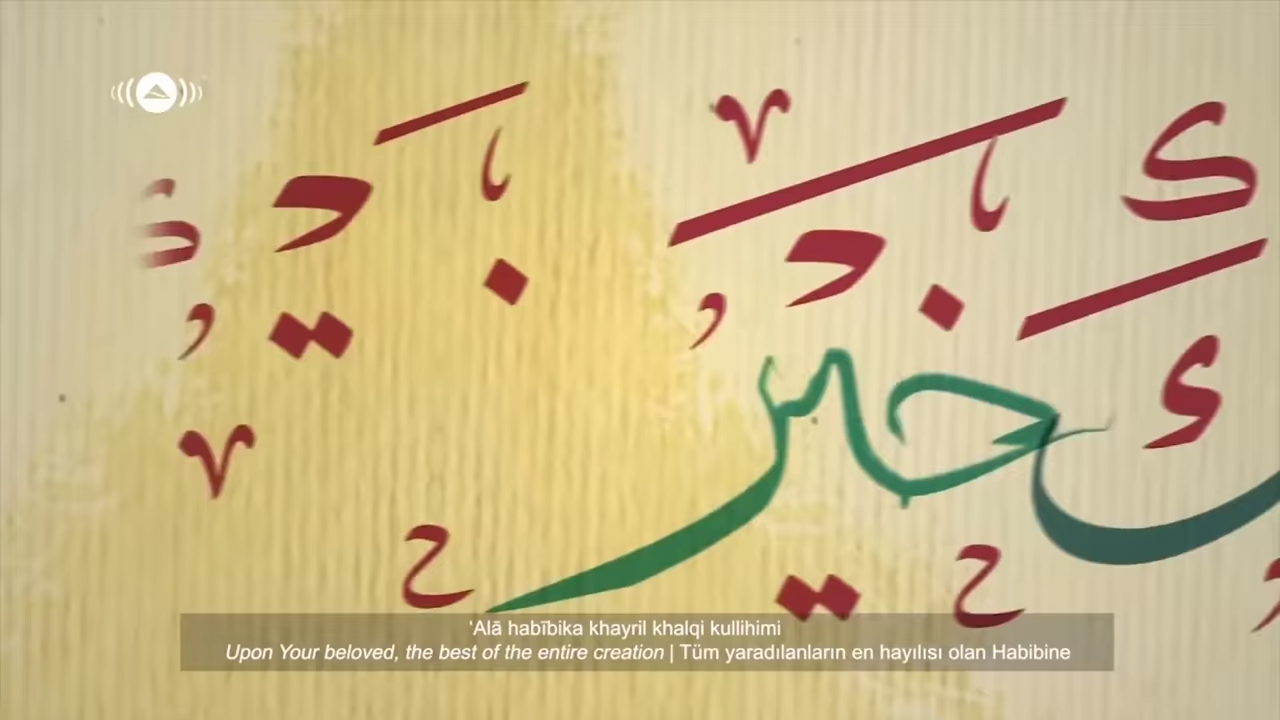 خير
‘Alā habībika khayril khalqi kullihimi
Upon Your beloved, the best of the entire creation | Tüm yaradılanların en hayılısı olan Habibine